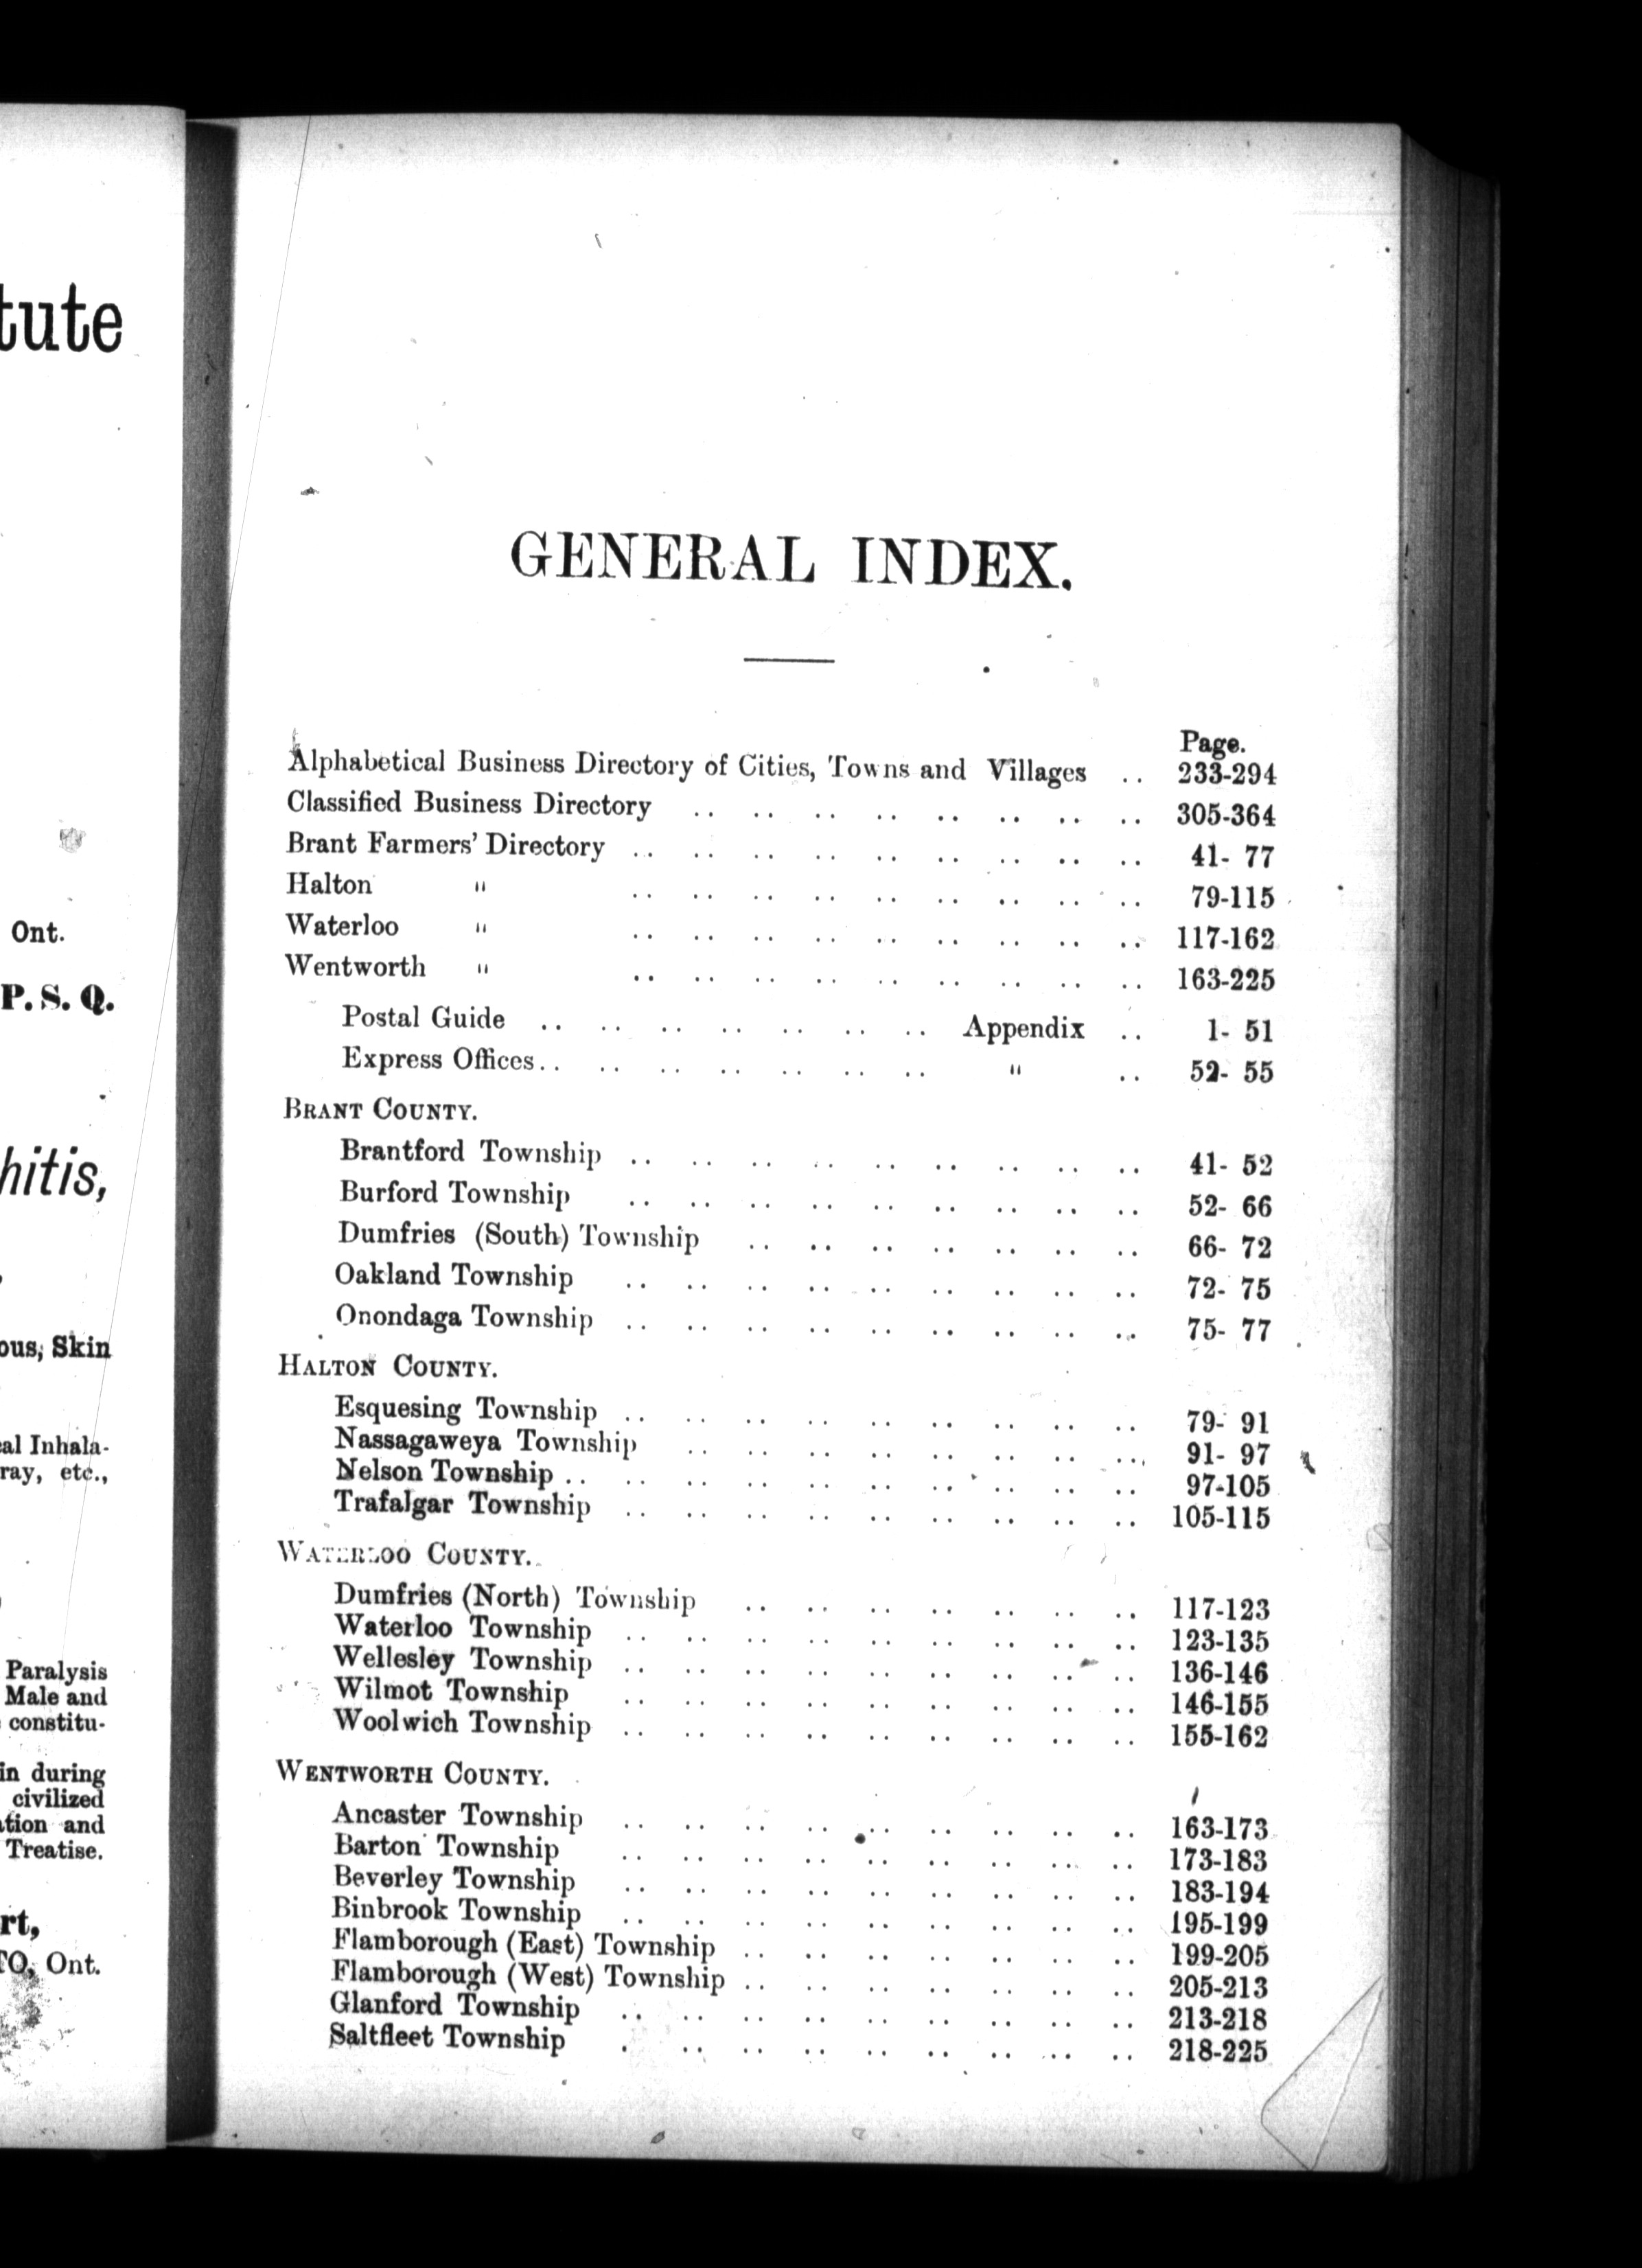 tute
Ont.
P. S. Q.
hitis,
ous, Skin
al Inhala-
ray, etc.,
Paralysis
Male and
constitu-
in during
civilized
tion and
Treatise.
rt,
TO, Ont.
GENERAL INDEX.
Page.
Alphabetical Business Directory of Cities, Towns and Villages .. 233-294
Classified Business Directory .. .. .. .. .. .. .. .. 305-364
Brant Farmers' Directory .. .. .. .. .. .. .. .. .. 41- 77
Halton " .. .. .. .. .. .. .. .. .. 79-115
Waterloo " .. .. .. .. .. .. .. .. .. 117-162
Wentworth " .. .. .. .. .. .. .. .. .. 163-225
Postal Guide .. .. .. .. .. .. .. Appendix .. 1- 51
Express Offices .. .. .. .. .. .. .. " .. 52- 55
BRANT COUNTY.
Brantford Township .. .. .. .. .. .. .. .. .. 41- 52
Burford Township .. .. .. .. .. .. .. .. .. 52- 66
Dumfries (South) Township .. .. .. .. .. .. .. 66- 72
Oakland Township .. .. .. .. .. .. .. .. .. 72- 75
Onondaga Township .. .. .. .. .. .. .. .. .. 75- 77
HALTON COUNTY.
Esquesing Township .. .. .. .. .. .. .. .. .. 79- 91
Nassagaweya Township .. .. .. .. .. .. .. .. 91- 97
Nelson Township .. .. .. .. .. .. .. .. .. .. 97-105
Trafalgar Township .. .. .. .. .. .. .. .. .. 105-115
WATERLOO COUNTY.
Dumfries (North) Township .. .. .. .. .. .. .. 117-123
Waterloo Township .. .. .. .. .. .. .. .. .. 123-135
Wellesley Township .. .. .. .. .. .. .. .. .. 136-146
Wilmot Township .. .. .. .. .. .. .. .. .. 146-155
Woolwich Township .. .. .. .. .. .. .. .. .. 155-162
WENTWORTH COUNTY.
Ancaster Township .. .. .. .. .. .. .. .. .. 163-173
Barton Township .. .. .. .. .. .. .. .. .. 173-183
Beverley Township .. .. .. .. .. .. .. .. .. 183-194
Binbrook Township .. .. .. .. .. .. .. .. .. 195-199
Flamborough (East) Township .. .. .. .. .. .. .. 199-205
Flamborough (West) Township .. .. .. .. .. .. .. 205-213
Glanford Township .. .. .. .. .. .. .. .. .. 213-218
Saltfleet Township . .. .. .. .. .. .. .. .. 218-225